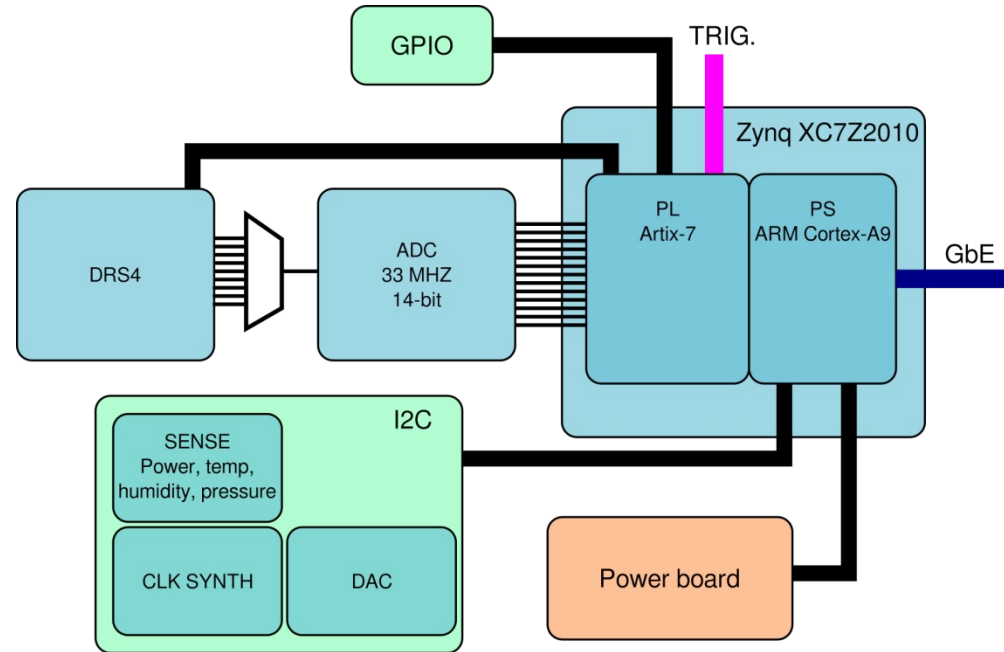 GPIO
TRIG.
Zynq XC7Z2010
DRS4
ADC
33 MHZ
14-bit
PL
Artix-7
PS
ARM Cortex-A9
GbE
I2C
SENSE
Power, temp,
humidity, pressure
CLK SYNTH
DAC
Power board